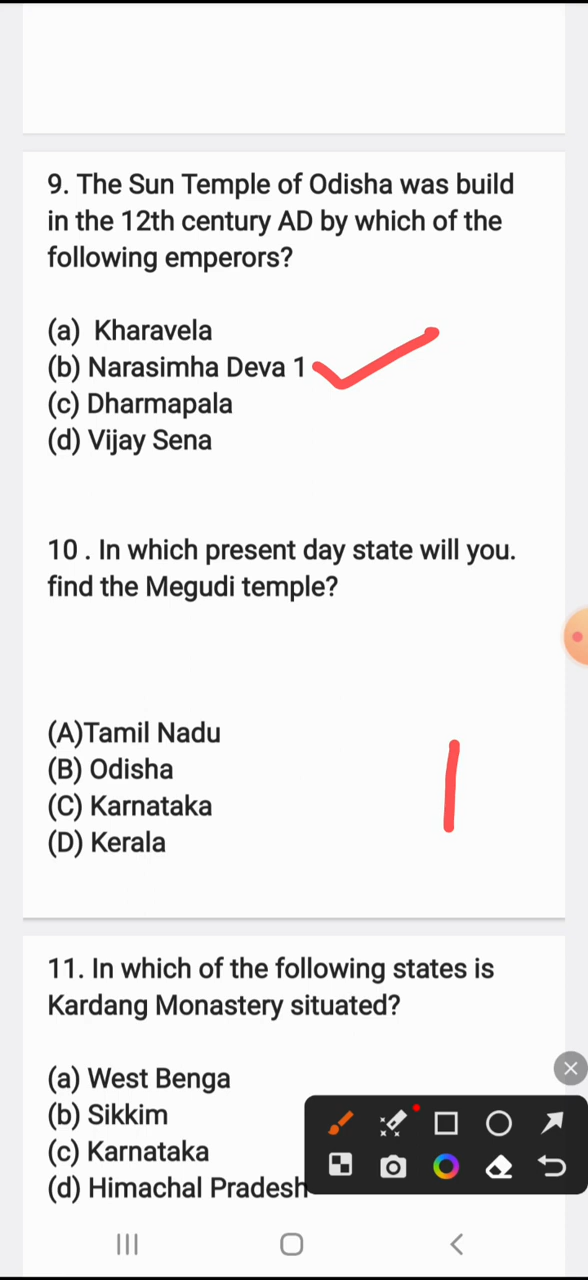 9. The Sun Temple of Odisha was build
in the 12th century AD by which of the
following emperors?
(a) Kharavela
(b) Narasimha Deva 1
(c) Dharmapala
(d) Vijay Sena
10 . In which present day state will you.
find the Megudi temple?
(A)Tamil Nadu
(B) Odisha
(C) Karnataka
(D) Kerala
11. In which of the following states is
Kardang Monastery situated?
(a) West Benga
(b) Sikkim
(c) Karnataka
(d) Himachal Pradesh